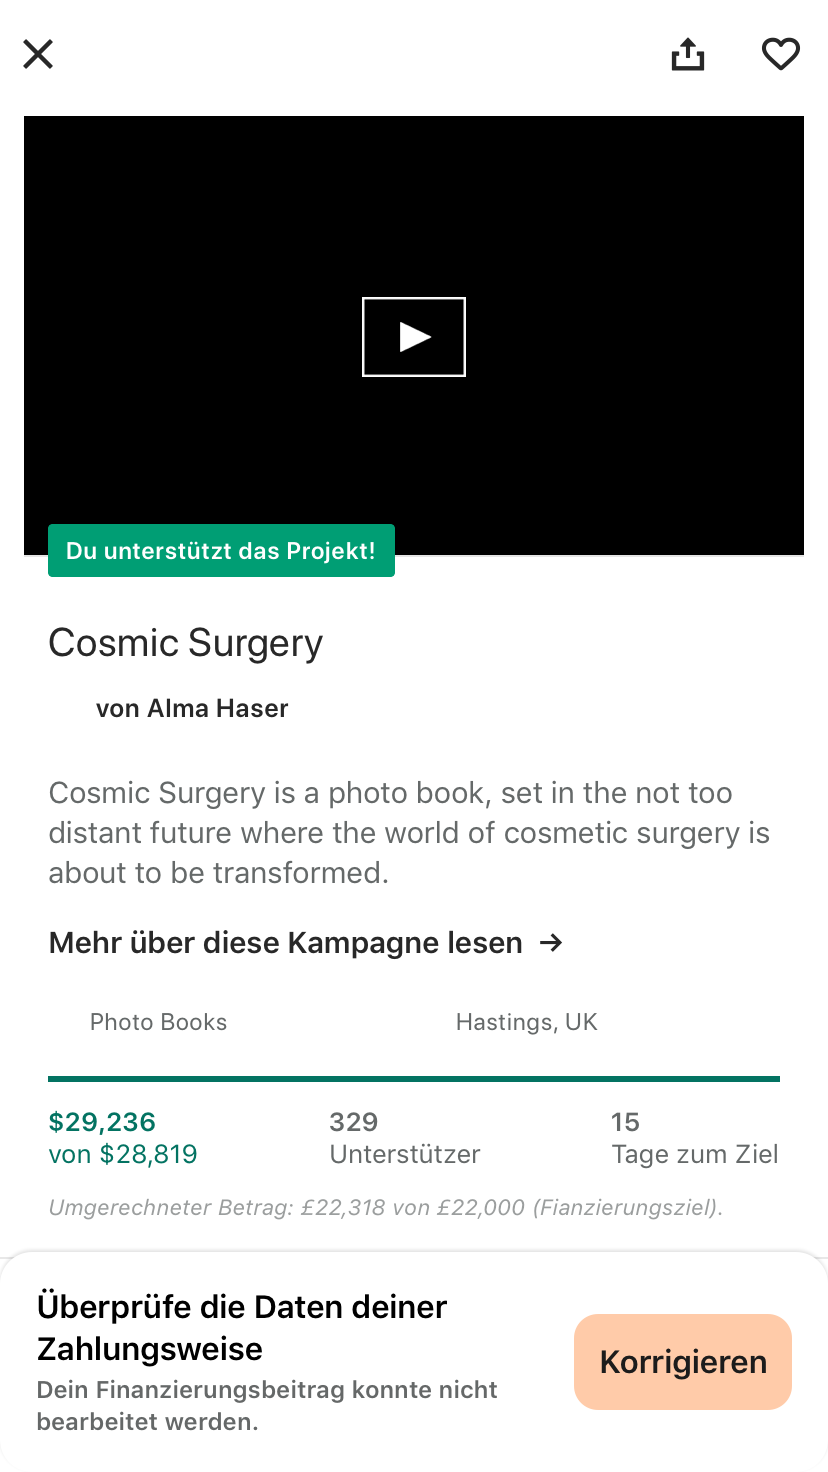 Du unterstützt das Projekt!
Cosmic Surgery
von Alma Haser
Cosmic Surgery is a photo book, set in the not too
distant future where the world of cosmetic surgery is
about to be transformed.
Mehr über diese Kampagne lesen →
Photo Books
Hastings, UK
$29,236
von $28,819
329
Unterstützer
15
Tage zum Ziel
Umgerechneter Betrag: £22,318 von £22,000 (Fianzierungsziel).
Überprüfe die Daten deiner
Zahlungsweise
Dein Finanzierungsbeitrag konnte nicht
bearbeitet werden.
Korrigieren